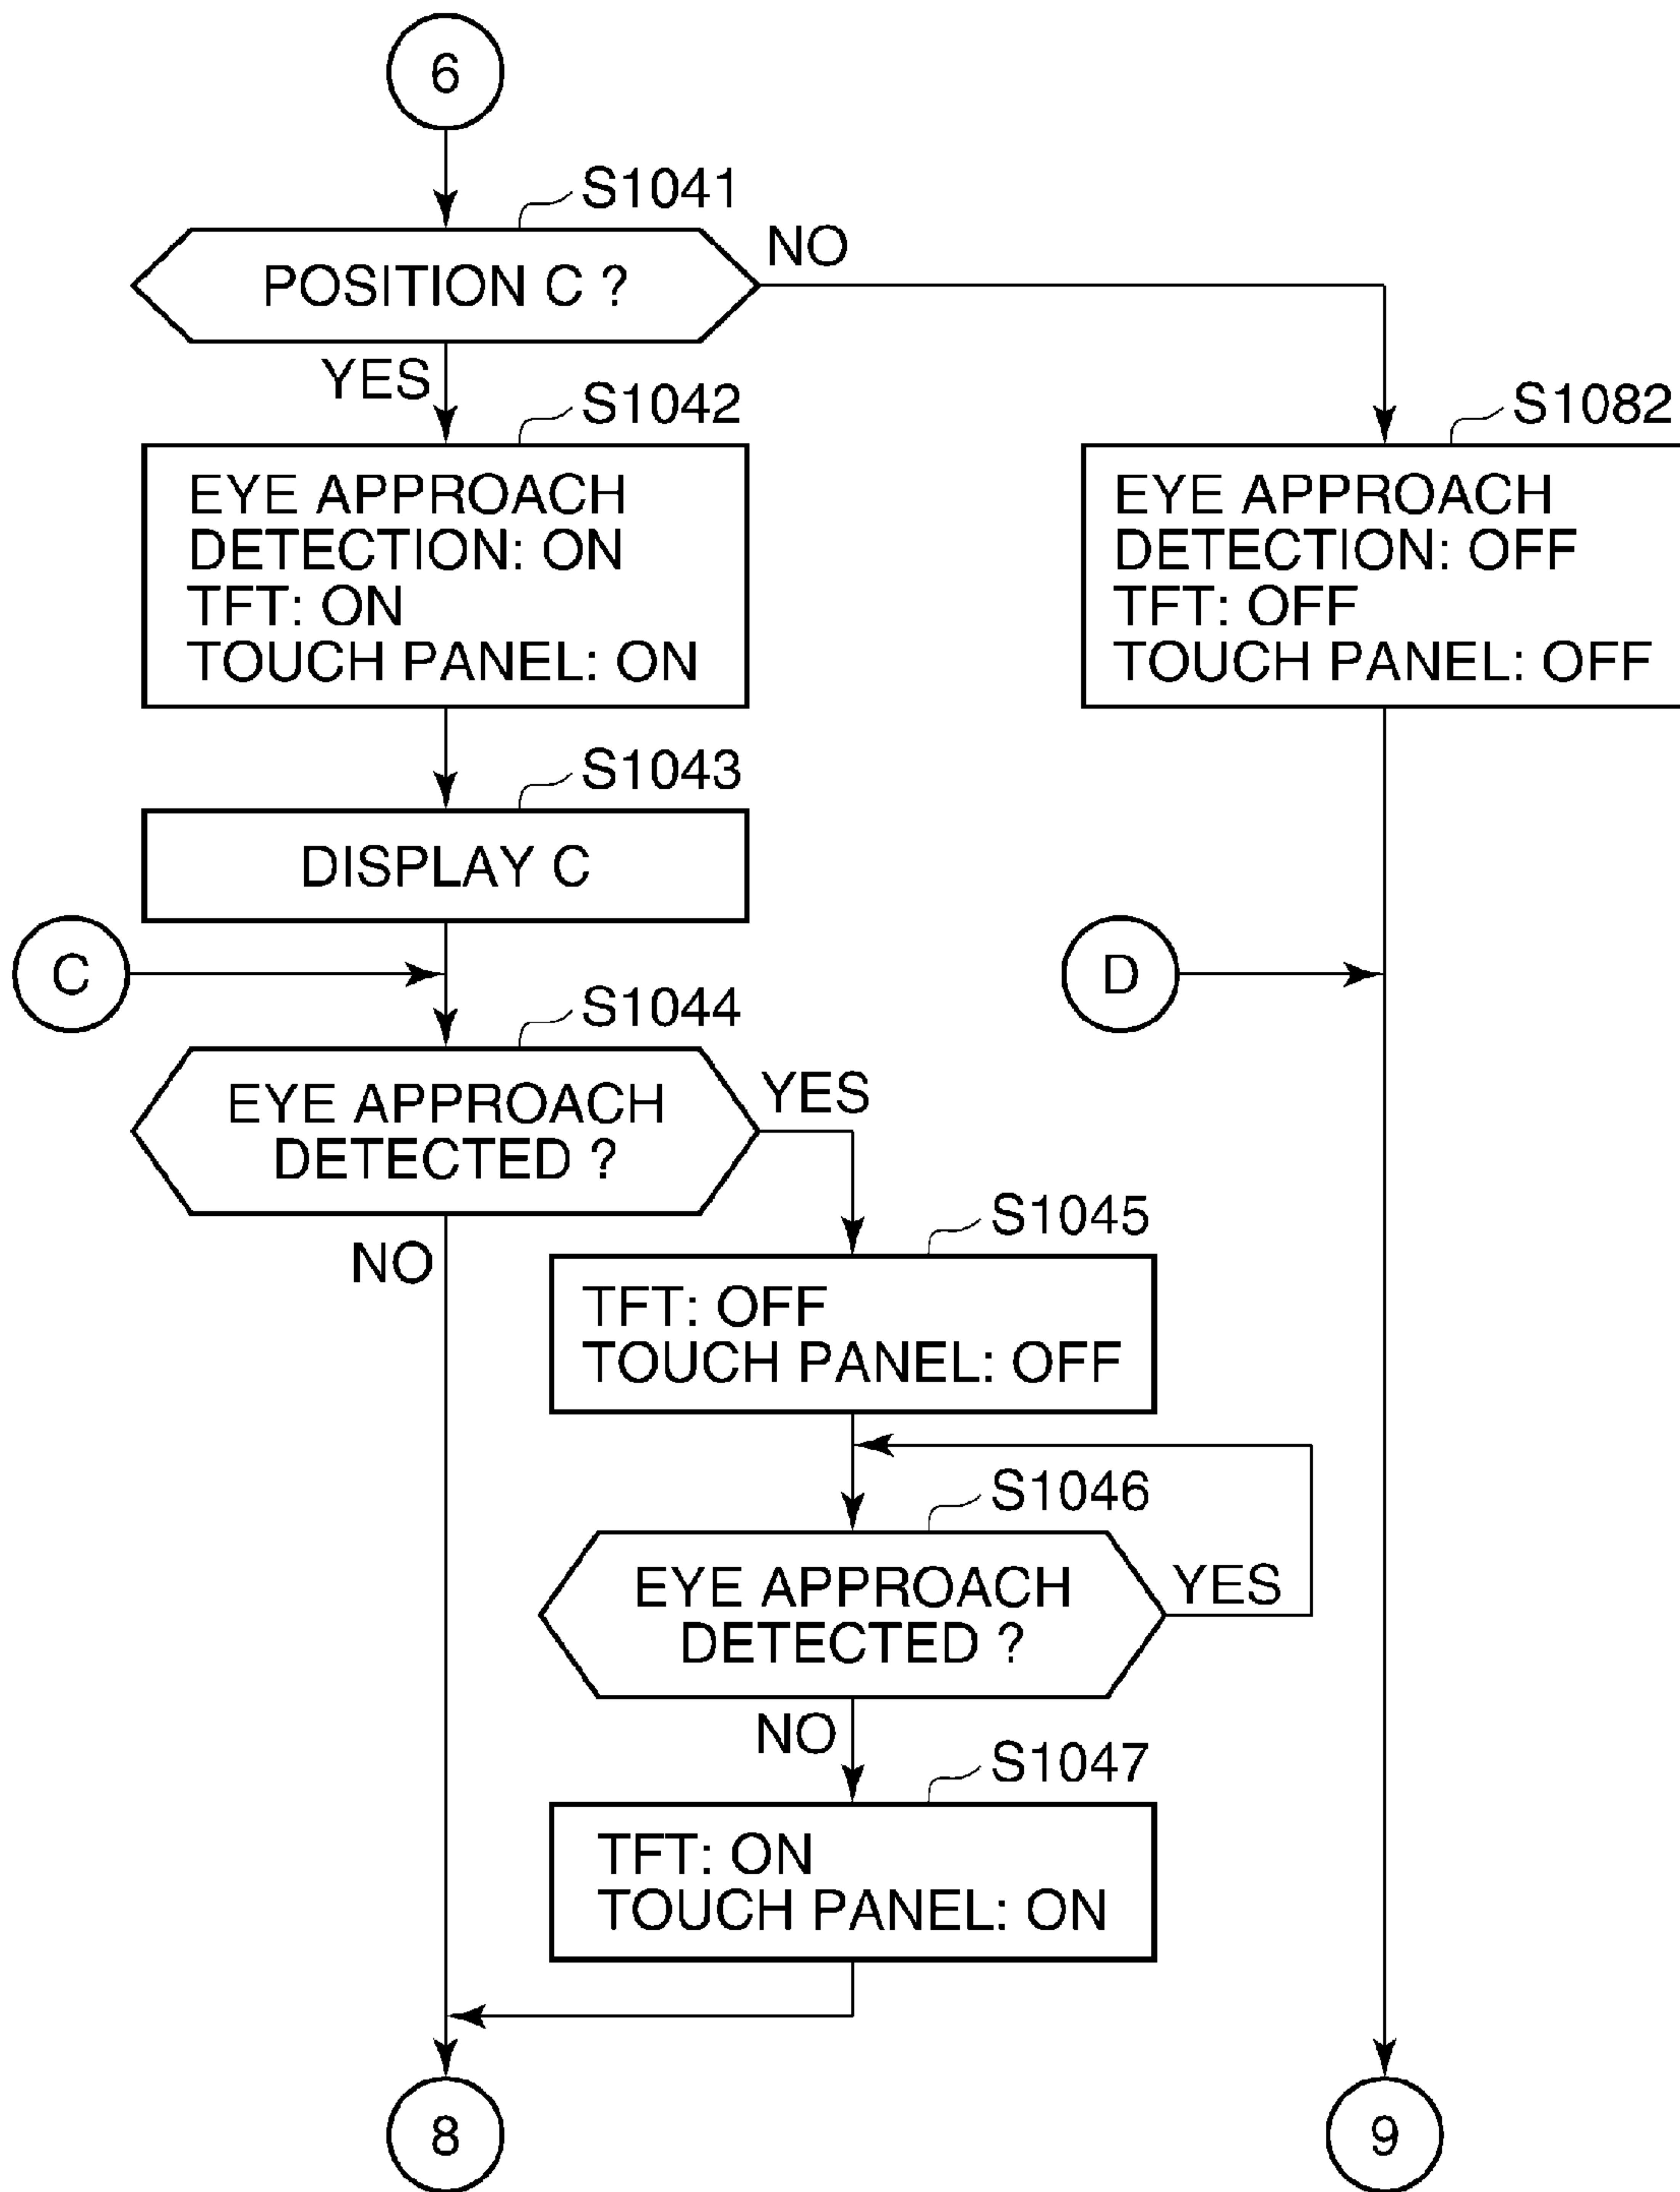 6
S1041
POSITION C ?
NO
YES
S1042
EYE APPROACH
DETECTION: ON
TFT: ON
TOUCH PANEL: ON
S1082
EYE APPROACH
DETECTION: OFF
TFT: OFF
TOUCH PANEL: OFF
S1043
DISPLAY C
C
D
S1044
EYE APPROACH
DETECTED ?
YES
NO
S1045
TFT: OFF
TOUCH PANEL: OFF
S1046
EYE APPROACH
DETECTED ?
YES
NO
S1047
TFT: ON
TOUCH PANEL: ON
8
9